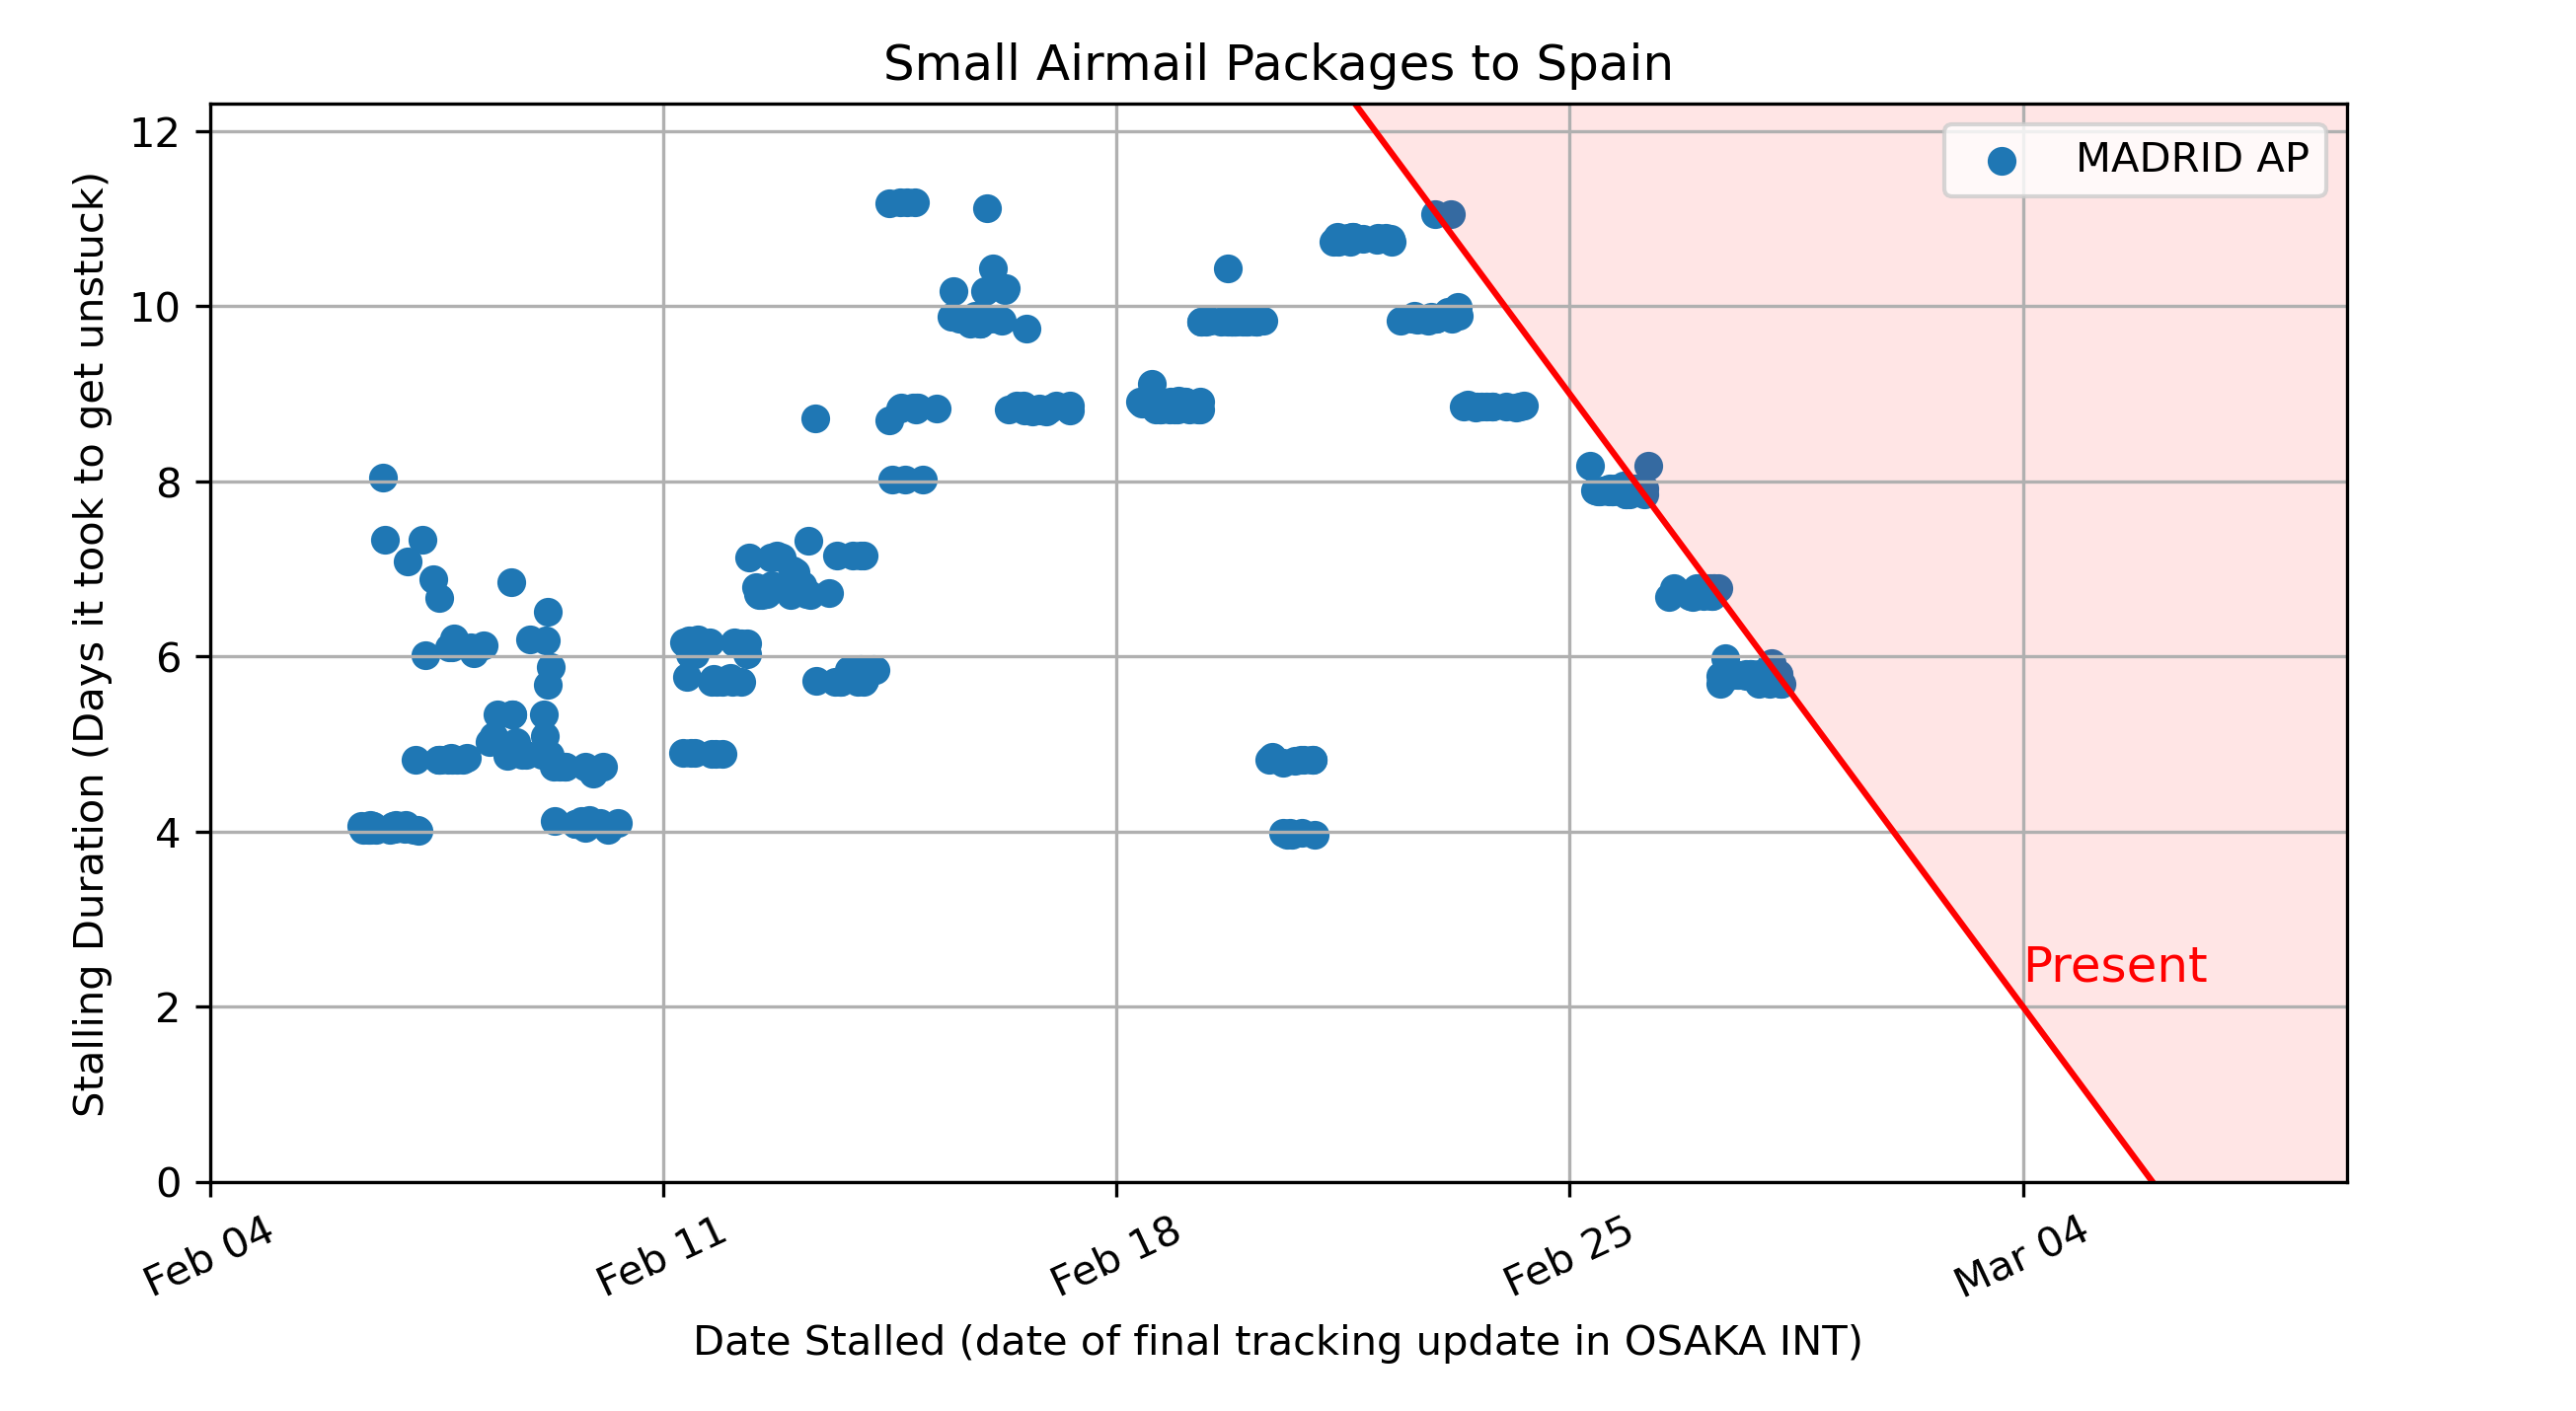 Small Airmail Packages to Spain
Stalling Duration (Days it took to get unstuck)
12
10
8
6
4
2
0
MADRID AP
Present
Feb 04
Feb 11
Feb 18
Feb 25
Mar 04
Date Stalled (date of final tracking update in OSAKA INT)